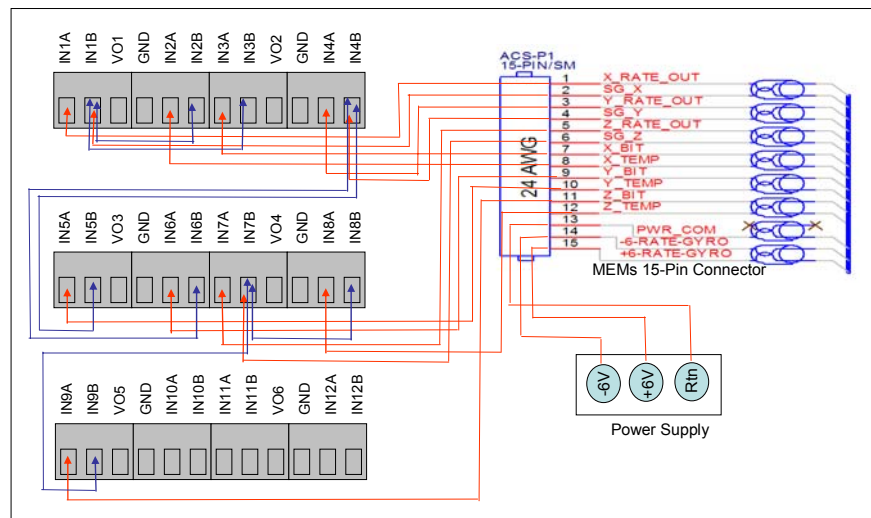 IN1A IN1B VO1 GND IN2A IN2B IN3A IN3B VO2 GND IN4A IN4B
ACS-P1
15-PIN/SM
24 AWG
1 X_RATE_OUT
2 SG_X
3 Y_RATE_OUT
4 SG_Y
5 Z_RATE_OUT
6 SG_Z
7 X_BIT
8 X_TEMP
9 Y_BIT
10 Y_TEMP
11 Z_BIT
12 Z_TEMP
13
14 PWR_COM
15 -6-RATE-GYRO
+6-RATE-GYRO
MEMs 15-Pin Connector
IN5A IN5B VO3 GND IN6A IN6B IN7A IN7B VO4 GND IN8A IN8B
-6V +6V Rtn
Power Supply
IN9A IN9B VO5 GND IN10A IN10B IN11A IN11B VO6 GND IN12A IN12B